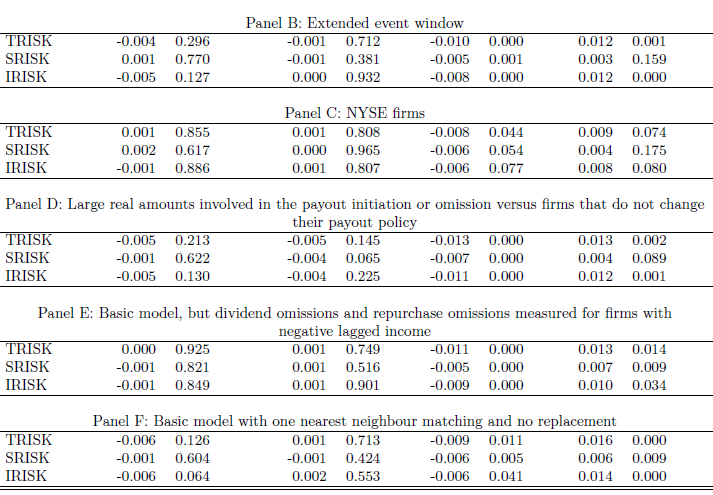 Panel B: Extended event window
TRISK -0.004 0.296 -0.001 0.712 -0.010 0.000 0.012 0.001
SRISK 0.001 0.770 -0.001 0.381 -0.005 0.001 0.003 0.159
IRISK -0.005 0.127 0.000 0.932 -0.008 0.000 0.012 0.000
Panel C: NYSE firms
TRISK 0.001 0.855 0.001 0.808 -0.008 0.044 0.009 0.074
SRISK 0.002 0.617 0.000 0.965 -0.006 0.054 0.004 0.175
IRISK -0.001 0.886 0.001 0.807 -0.006 0.077 0.008 0.080
Panel D: Large real amounts involved in the payout initiation or omission versus firms that do not change
their payout policy
TRISK -0.005 0.213 -0.005 0.145 -0.013 0.000 0.013 0.002
SRISK -0.001 0.622 -0.004 0.065 -0.007 0.000 0.004 0.089
IRISK -0.005 0.130 -0.004 0.225 -0.011 0.000 0.012 0.001
Panel E: Basic model, but dividend omissions and repurchase omissions measured for firms with
negative lagged income
TRISK 0.000 0.925 0.001 0.749 -0.011 0.000 0.013 0.014
SRISK -0.001 0.821 0.001 0.516 -0.005 0.000 0.007 0.009
IRISK -0.001 0.849 0.001 0.901 -0.009 0.000 0.010 0.034
Panel F: Basic model with one nearest neighbour matching and no replacement
TRISK -0.006 0.126 0.001 0.713 -0.009 0.011 0.016 0.000
SRISK -0.001 0.604 -0.001 0.424 -0.006 0.005 0.006 0.009
IRISK -0.006 0.064 0.002 0.553 -0.006 0.041 0.014 0.000